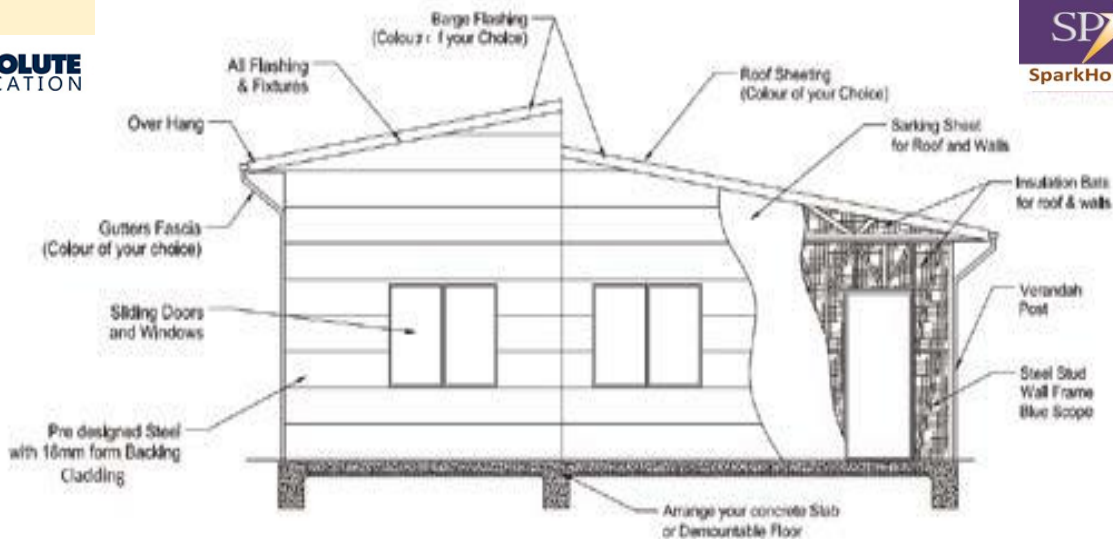 OLUTE
CATION
SP
SparkHo
Barge Flashing
(Colour of your Choice)
All Flashing
& Fixtures
Over Hang
Roof Sheeting
(Colour of your Choice)
Sarking Sheet
for Roof and Walls
Insulation Bats
for roof & walls
Gutters Fascia
(Colour of your choice)
Sliding Doors
and Windows
Verandah
Post
Steel Stud
Wall Frame
Blue Scope
Pre designed Steel
with 16mm form Backing
Cladding
Arrange your concrete Slab
or Demountable Floor